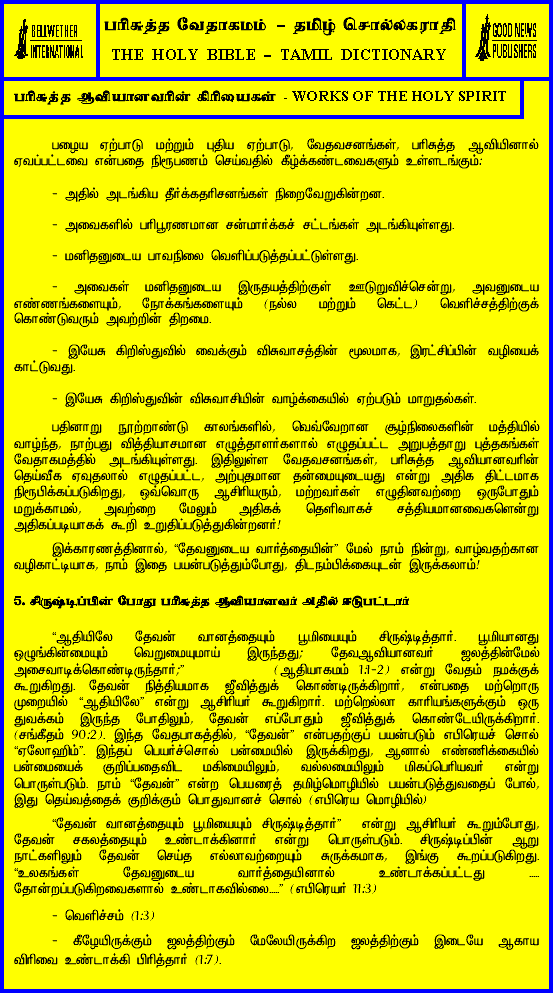 BELLWETHER
INTERNATIONAL
பரிசுத்த வேதாகமம் – தமிழ் சொல்லகராதி
THE HOLY BIBLE – TAMIL DICTIONARY
GOOD NEWS
PUBLISHERS
பரிசுத்த ஆவியானவரின் கிரியைகள் - WORKS OF THE HOLY SPIRIT
பழைய ஏற்பாடு மற்றும் புதிய ஏற்பாடு, வேதவசனங்கள், பரிசுத்த ஆவியினால்
ஏவப்பட்டவை என்பதை நிரூபணம் செய்வதில் கீழ்க்கண்டவைகளும் உள்ளடங்கும்:
- அதில் அடங்கிய தீர்க்கதரிசனங்கள் நிறைவேறுகின்றன.
- அவைகளில் பரிபூரணமான சன்மார்க்கச் சட்டங்கள் அடங்கியுள்ளது.
- மனிதனுடைய பாவநிலை வெளிப்படுத்தப்பட்டுள்ளது.
- அவைகள் மனிதனுடைய இருதயத்திற்குள் ஊடுறுவிச்சென்று, அவனுடைய
எண்ணங்களையும், நோக்கங்களையும் (நல்ல மற்றும் கெட்ட) வெளிச்சத்திற்குக்
கொண்டுவரும் அவற்றின் திறமை.
- இயேசு கிறிஸ்துவில் வைக்கும் விசுவாசத்தின் மூலமாக, இரட்சிப்பின் வழியைக்
காட்டுவது.
- இயேசு கிறிஸ்துவின் விசுவாசியின் வாழ்க்கையில் ஏற்படும் மாறுதல்கள்.
பதினாறு நூற்றாண்டு காலங்களில், வெவ்வேறான சூழ்நிலைகளின் மத்தியில்
வாழ்ந்த, நாற்பது வித்தியாசமான எழுத்தாளர்களால் எழுதப்பட்ட அறுபத்தாறு புத்தகங்கள்
வேதாகமத்தில் அடங்கியுள்ளது. இதிலுள்ள வேதவசனங்கள், பரிசுத்த ஆவியானவரின்
தெய்வீக ஏவுதலால் எழுதப்பட்ட, அற்புதமான தன்மையுடையது என்று அதிக திட்டமாக
நிரூபிக்கப்படுகிறது, ஒவ்வொரு ஆசிரியரும், மற்றவர்கள் எழுதினவற்றை ஒருபோதும்
மறுக்காமல், அவற்றை மேலும் அதிகக் தெளிவாகச் சத்தியமானவைகளென்று
அதிகப்படியாகக் கூறி உறுதிப்படுத்துகின்றனர்!
இக்காரணத்தினால், “தேவனுடைய வார்த்தையின்” மேல் நாம் நின்று, வாழ்வதற்கான
வழிகாட்டியாக, நாம் இதை பயன்படுத்தும்போது, திடநம்பிக்கையுடன் இருக்கலாம்!
5. சிருஷ்டிப்பின் போது பரிசுத்த ஆவியானவர் அதில் ஈடுபட்டார்
“ஆதியிலே தேவன் வானத்தையும் பூமியையும் சிருஷ்டித்தார். பூமியானது
ஒழுங்கின்மையும் வெறுமையுமாய் இருந்தது; தேவஆவியானவர் ஜலத்தின்மேல்
அசைவாடிக்கொண்டிருந்தார்;” (ஆதியாகமம் 1:1-2) என்று வேதம் நமக்குக்
கூறுகிறது. தேவன் நித்தியமாக ஜீவித்துக் கொண்டிருக்கிறார், என்பதை மற்றொரு
முறையில் “ஆதியிலே” என்று ஆசிரியர் கூறுகிறார். மற்றெல்லா காரியங்களுக்கும் ஒரு
துவக்கம் இருந்த போதிலும், தேவன் எப்போதும் ஜீவித்துக் கொண்டேயிருக்கிறார்.
(சங்கீதம் 90:2). இந்த வேதபாகத்தில், “தேவன்” என்பதற்குப் பயன்படும் எபிரெயச் சொல்
“ஏலோஹிம்”. இந்தப் பெயர்ச்சொல் பன்மையில் இருக்கிறது, ஆனால் எண்ணிக்கையில்
பன்மையைக் குறிப்பதைவிட மகிமையிலும், வல்லமையிலும் மிகப்பெரியவர் என்று
பொருள்படும். நாம் “தேவன்” என்ற பெயரைத் தமிழ்மொழியில் பயன்படுத்துவதைப் போல்,
இது தெய்வத்தைக் குறிக்கும் பொதுவானச் சொல் (எபிரெய மொழியில்)
“தேவன் வானத்தையும் பூமியையும் சிருஷ்டித்தார்” என்று ஆசிரியர் கூறும்போது,
தேவன் சகலத்தையும் உண்டாக்கினார் என்று பொருள்படும். சிருஷ்டிப்பின் ஆறு
நாட்களிலும் தேவன் செய்த எல்லாவற்றையும் சுருக்கமாக, இங்கு கூறப்படுகிறது.
“உலகங்கள் தேவனுடைய வார்த்தையினால் உண்டாக்கப்பட்டது .....
தோன்றப்படுகிறவைகளால் உண்டாகவில்லை.....” (எபிரெயர் 11:3)
- வெளிச்சம் (1:3)
- கீழேயிருக்கும் ஜலத்திற்கும் மேலேயிருக்கிற ஜலத்திற்கும் இடையே ஆகாய
விரிவை உண்டாக்கி பிரித்தார் (1:7).